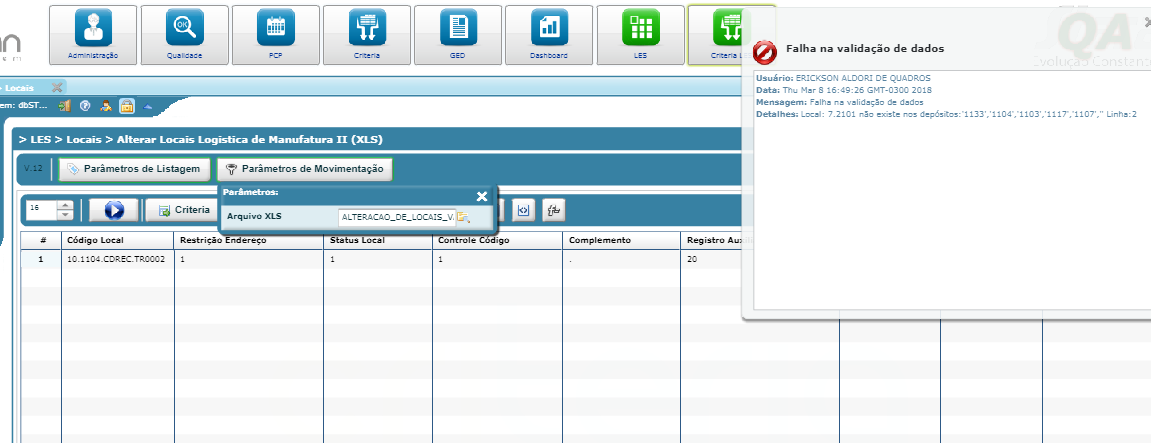 QA
Evolução Constan
Administração
Qualidade
PCP
Criteria
GED
Dashboard
LES
Criteria L
Falha na validação de dados
Usuário: ERICKSON ALDORI DE QUADROS
Data: Thu Mar 8 16:49:26 GMT-0300 2018
Mensagem: Falha na validação de dados
Detalhes: Local: 7.2101 não existe nos depósitos:'1133','1104','1103','1117','1107','' Linha:2
> Locais
em: dbST...
> LES > Locais > Alterar Locais Logistica de Manufatura II (XLS)
V.12
Parâmetros de Listagem
Parâmetros de Movimentação
Parâmetros:
Arquivo XLS
ALTERACAO_DE_LOCAIS_V.
16
Criteria
# Código Local Restrição Endereço Status Local Controle Código Complemento Registro Auxili
1 10.1104.CDREC.TR0002 1 1 1 . 20